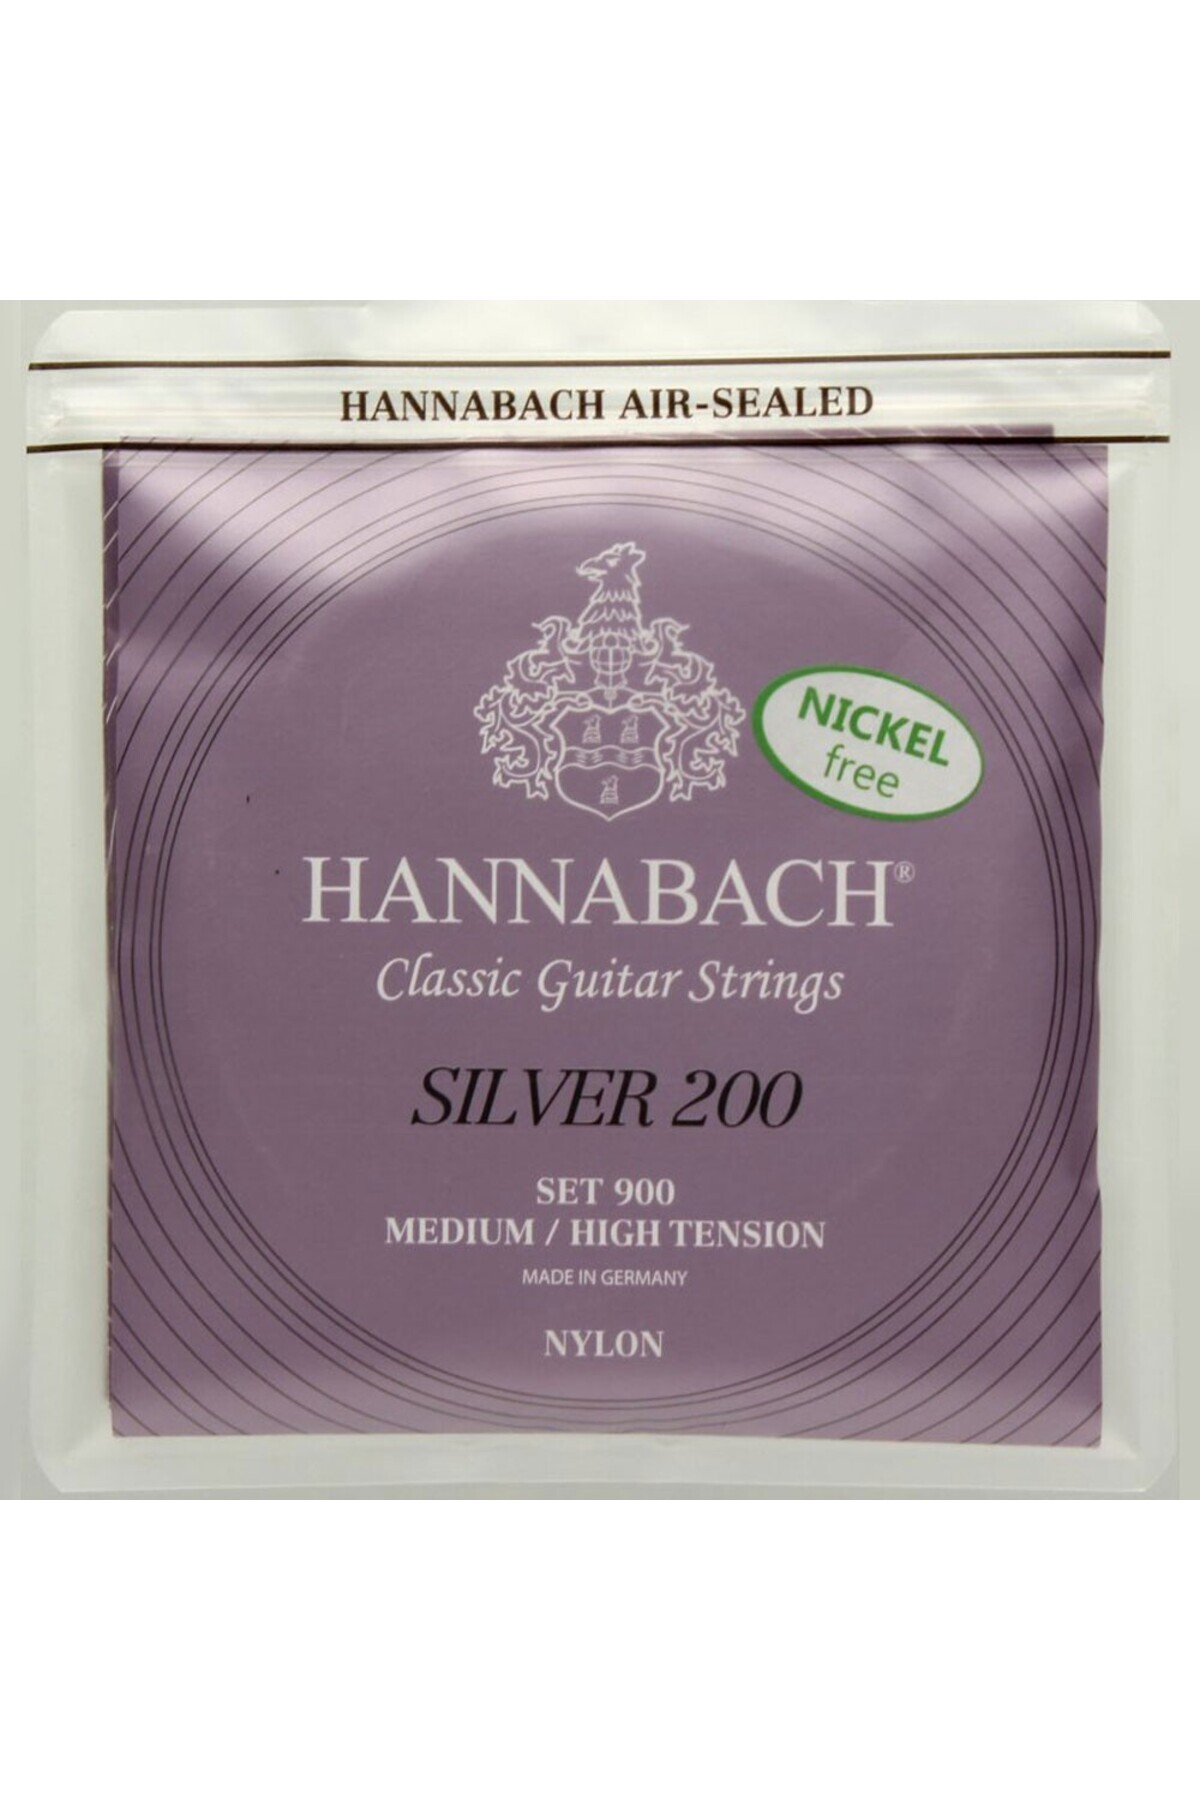 HANNABACH AIR-SEALED
NICKEL
free
HANNABACH®
Classic Guitar Strings
SILVER 200
SET 900
MEDIUM / HIGH TENSION
MADE IN GERMANY
NYLON